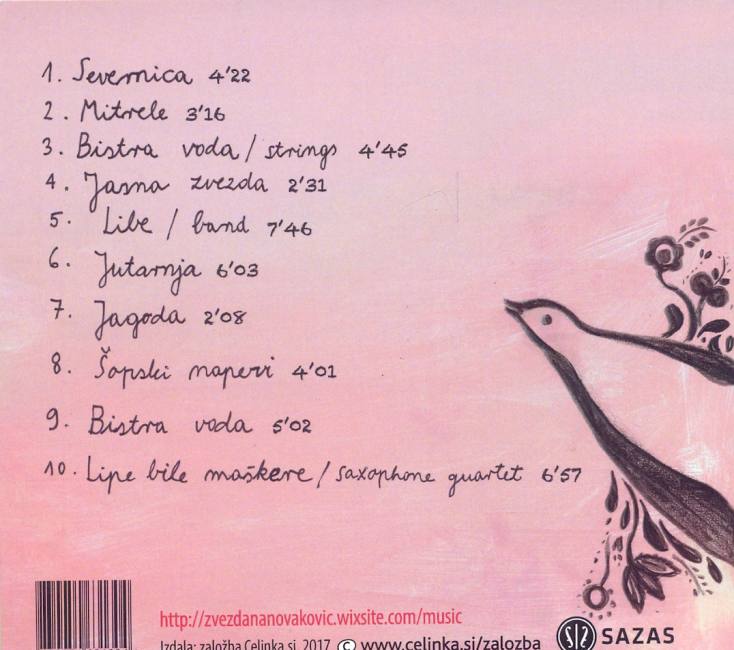 1. Severnica 4'22
2. Mitrele 3'16
3. Bistra voda / strings 4'45
4. Jasna zvezda 2'31
5. Libe / band 7'46
6. Jutarnja 6'03
7. Jagoda 2'08
8. Šopski napevi 4'01
9. Bistra voda 5'02
10. Lipe bile maškere / saxophone quartet 6'57
http://zvezdananovakovic.wixsite.com/music
Izdala: založba Celinka.si, 2017 © www.celinka.si/zalozba
SAZAS